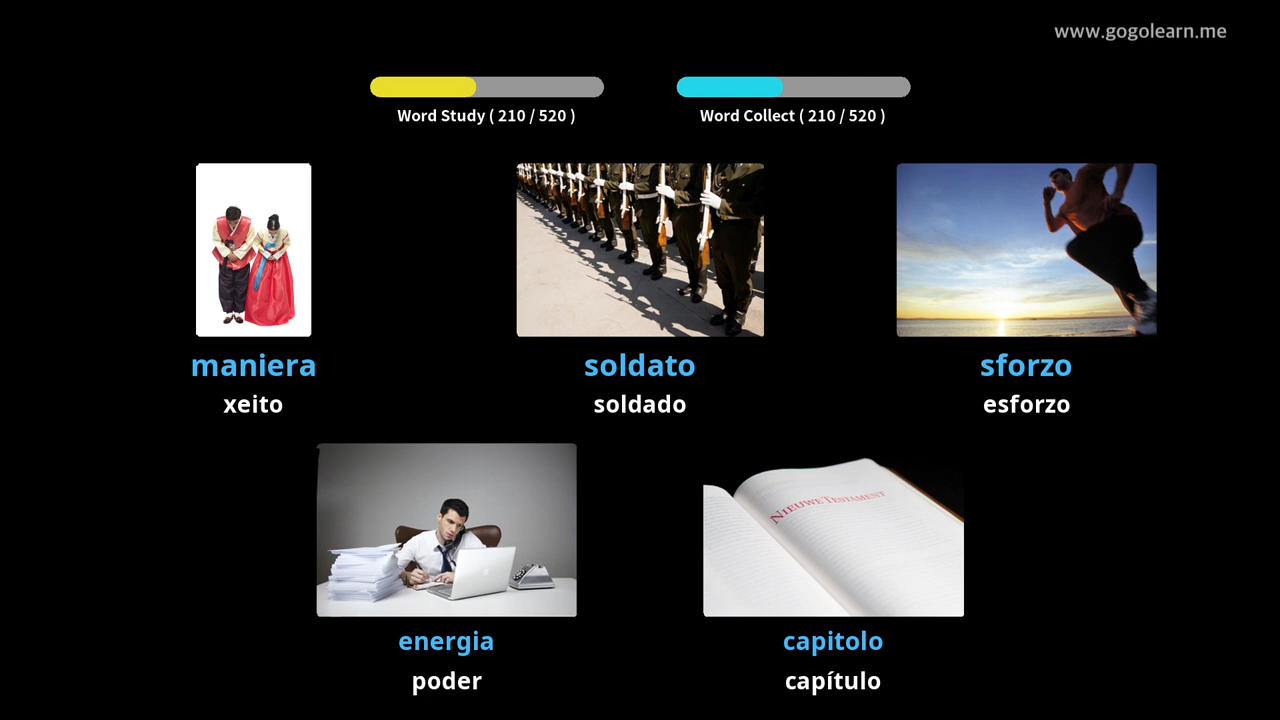 www.gogolearn.me
Word Study ( 210 / 520 )
Word Collect ( 210 / 520 )
maniera
xeito
soldato
soldado
sforzo
esforzo
NIEUWE TESTAMENT
energia
poder
capitolo
capítulo